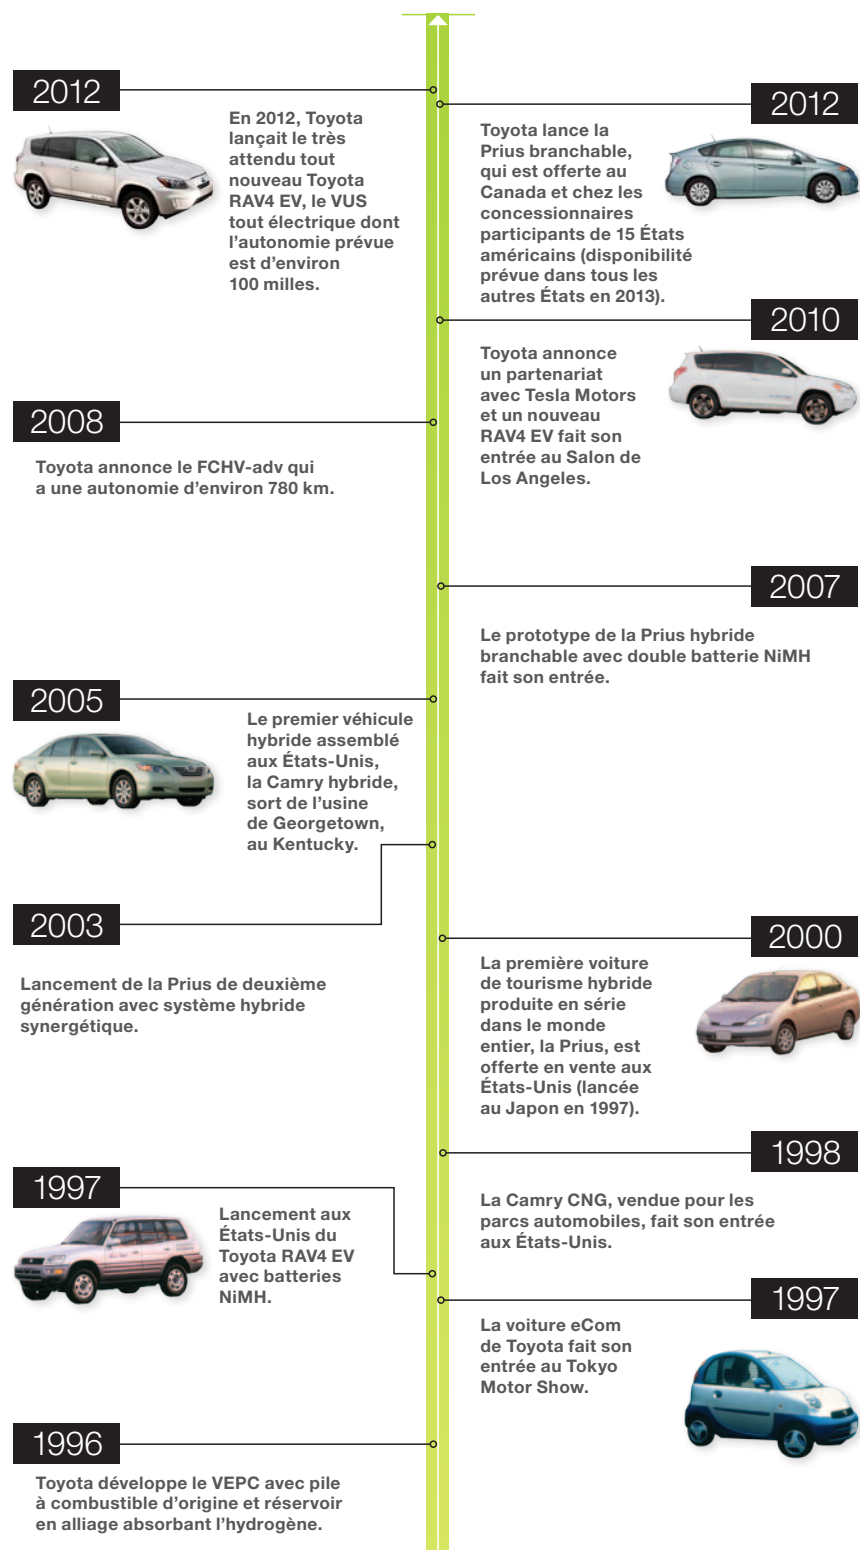 2012
En 2012, Toyota
lançait le très
attendu tout
nouveau Toyota
RAV4 EV, le VUS
tout électrique dont
l’autonomie prévue
est d’environ
100 milles.
2012
Toyota lance la
Prius branchable,
qui est offerte au
Canada et chez les
concessionnaires
participants de 15 États
américains (disponibilité
prévue dans tous les
autres États en 2013).
2010
Toyota annonce
un partenariat
avec Tesla Motors
et un nouveau
RAV4 EV fait son
entrée au Salon de
Los Angeles.
2008
Toyota annonce le FCHV-adv qui
a une autonomie d’environ 780 km.
2007
Le prototype de la Prius hybride
branchable avec double batterie NiMH
fait son entrée.
2005
Le premier véhicule
hybride assemblé
aux États-Unis,
la Camry hybride,
sort de l’usine
de Georgetown,
au Kentucky.
2003
Lancement de la Prius de deuxième
génération avec système hybride
synergétique.
2000
La première voiture
de tourisme hybride
produite en série
dans le monde
entier, la Prius, est
offerte en vente aux
États-Unis (lancée
au Japon en 1997).
1998
La Camry CNG, vendue pour les
parcs automobiles, fait son entrée
aux États-Unis.
1997
Lancement aux
États-Unis du
Toyota RAV4 EV
avec batteries
NiMH.
1997
La voiture eCom
de Toyota fait son
entrée au Tokyo
Motor Show.
1996
Toyota développe le VEPC avec pile
à combustible d’origine et réservoir
en alliage absorbant l’hydrogène.